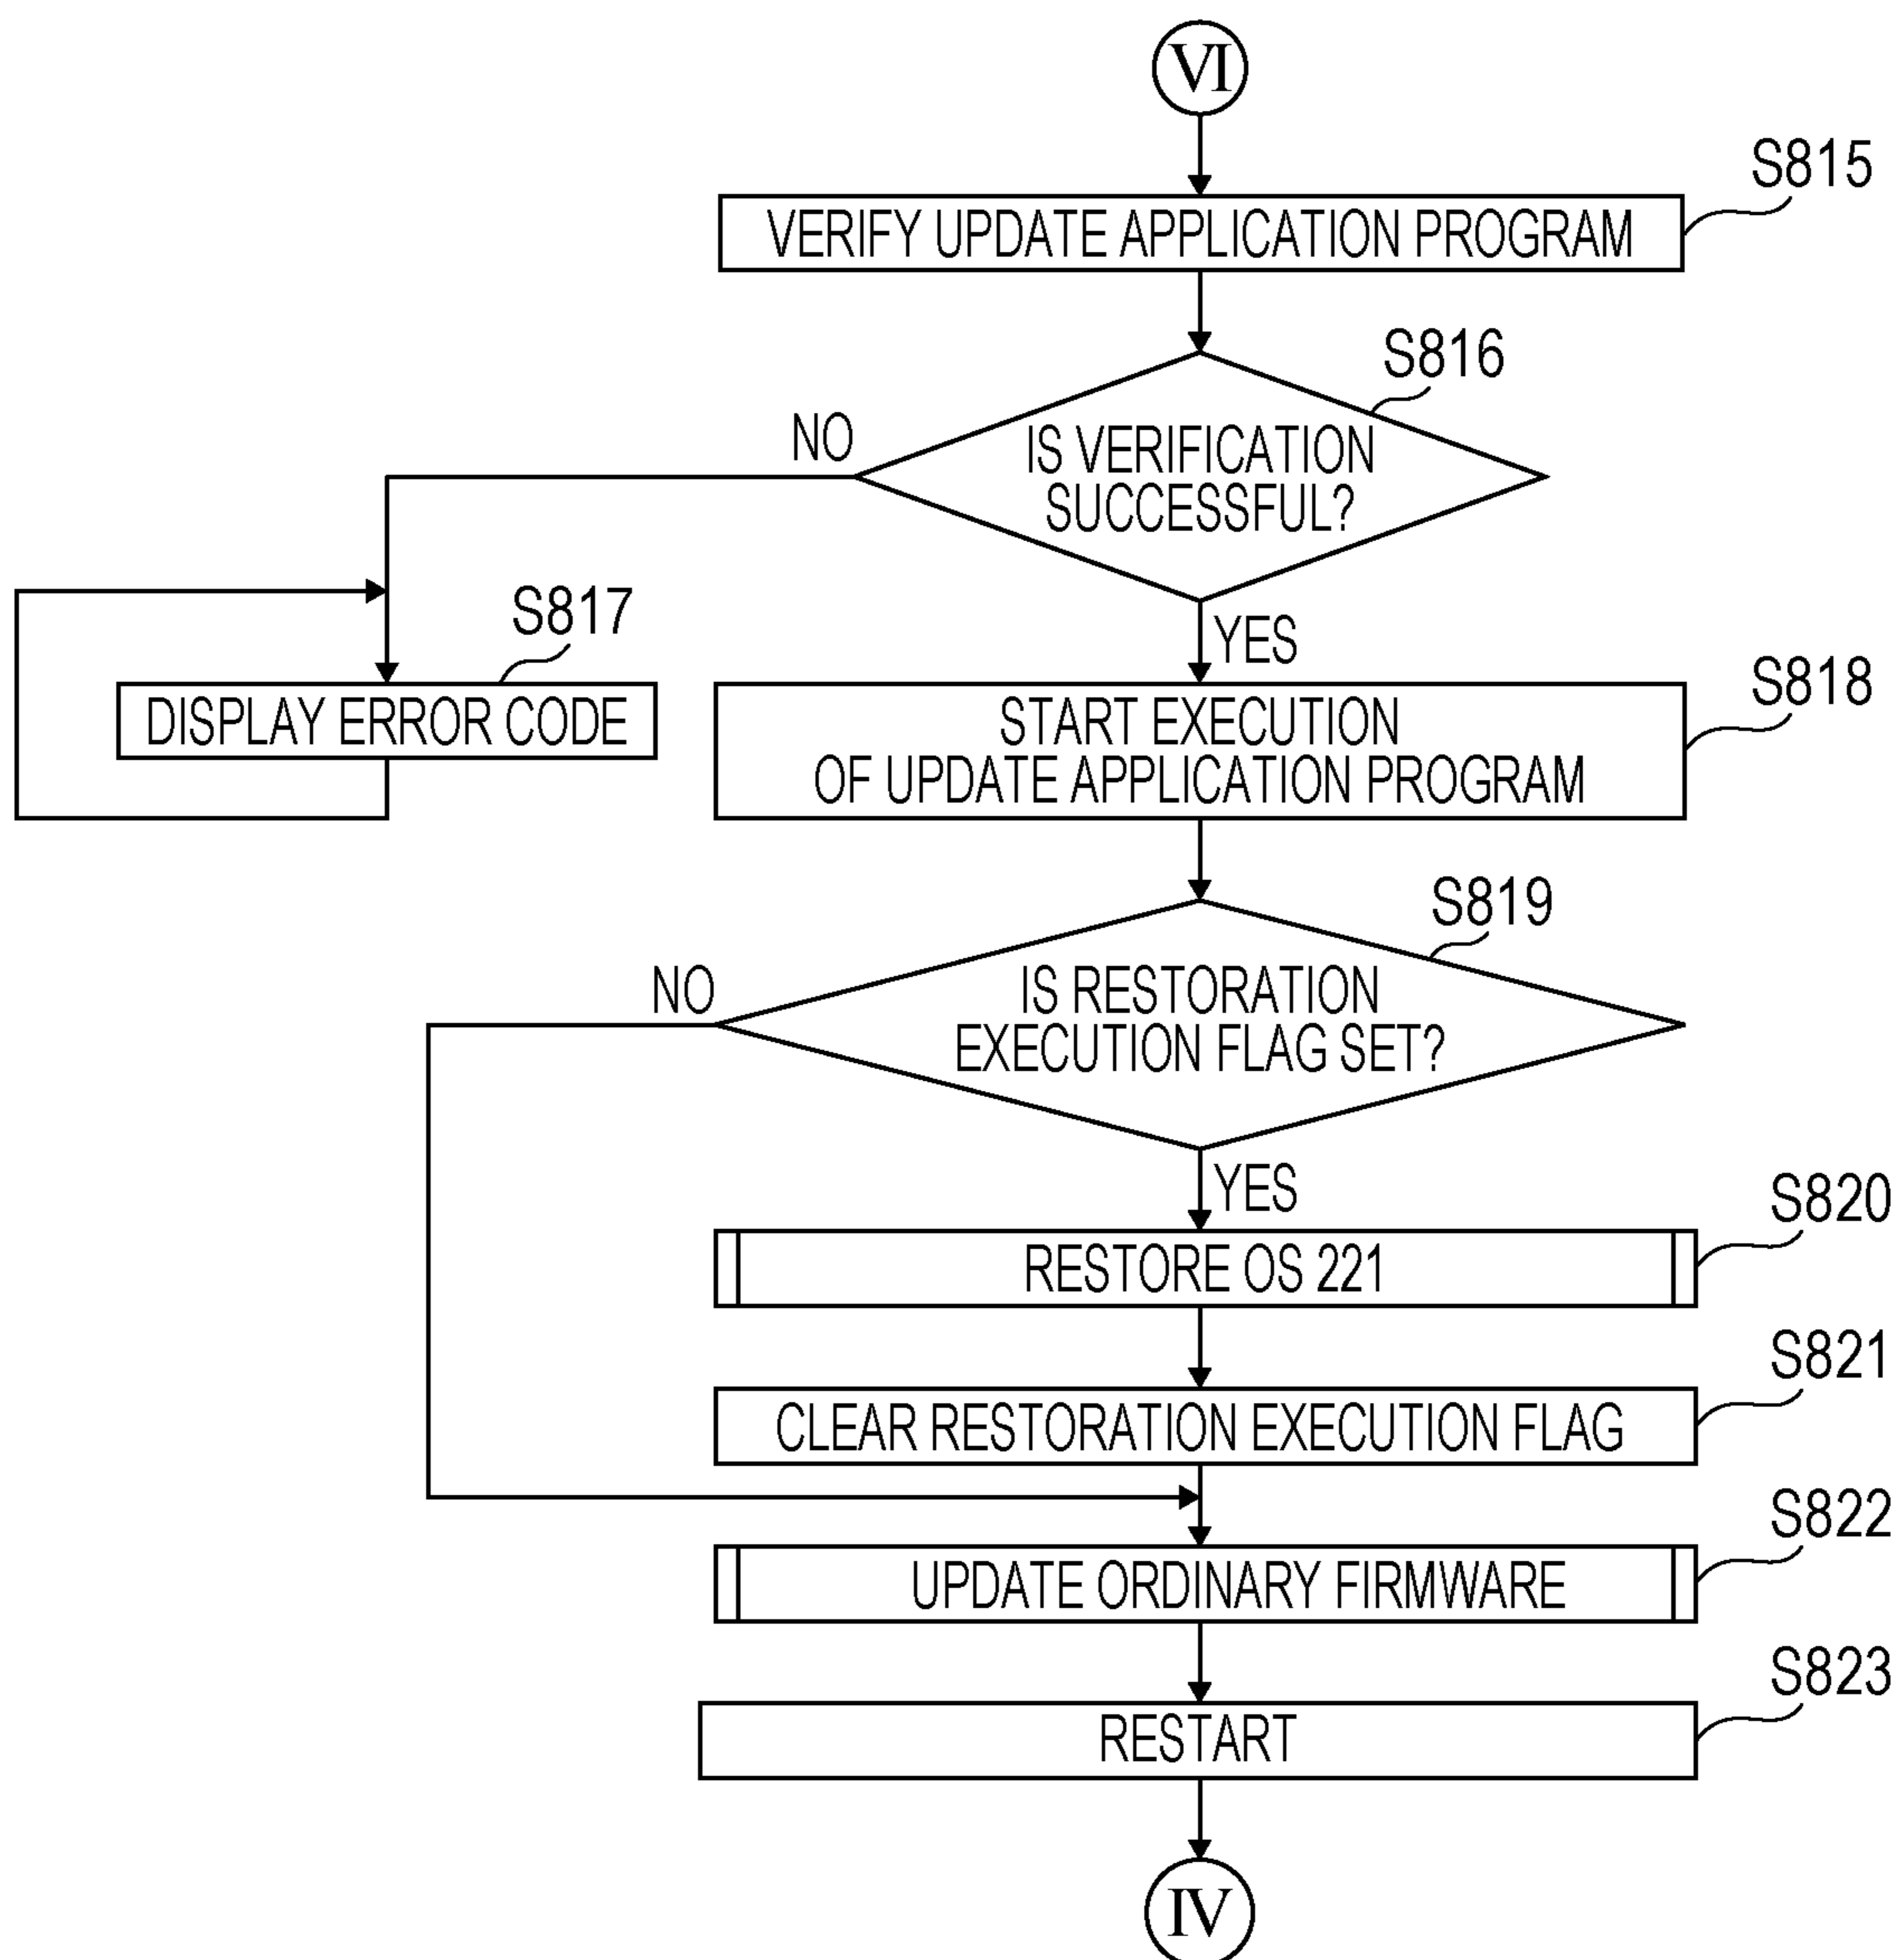 VI
S815
VERIFY UPDATE APPLICATION PROGRAM
S816
NO
IS VERIFICATION
SUCCESSFUL?
S817
YES
S818
DISPLAY ERROR CODE
START EXECUTION
OF UPDATE APPLICATION PROGRAM
S819
NO
IS RESTORATION
EXECUTION FLAG SET?
YES
S820
RESTORE OS 221
S821
CLEAR RESTORATION EXECUTION FLAG
S822
UPDATE ORDINARY FIRMWARE
S823
RESTART
IV